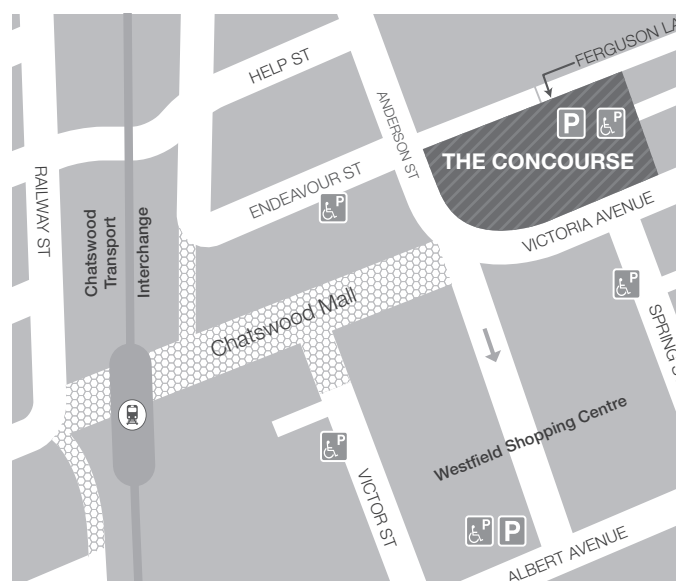 FERGUSON LA
HELP ST
ANDERSON ST
P
P
THE CONCOURSE
RAILWAY ST
ENDEAVOUR ST
P
VICTORIA AVENUE
Chatswood
Transport
Interchange
P
Chatswood Mall
SPRING S
Westfield Shopping Centre
P
VICTOR ST
P
P
ALBERT AVENUE